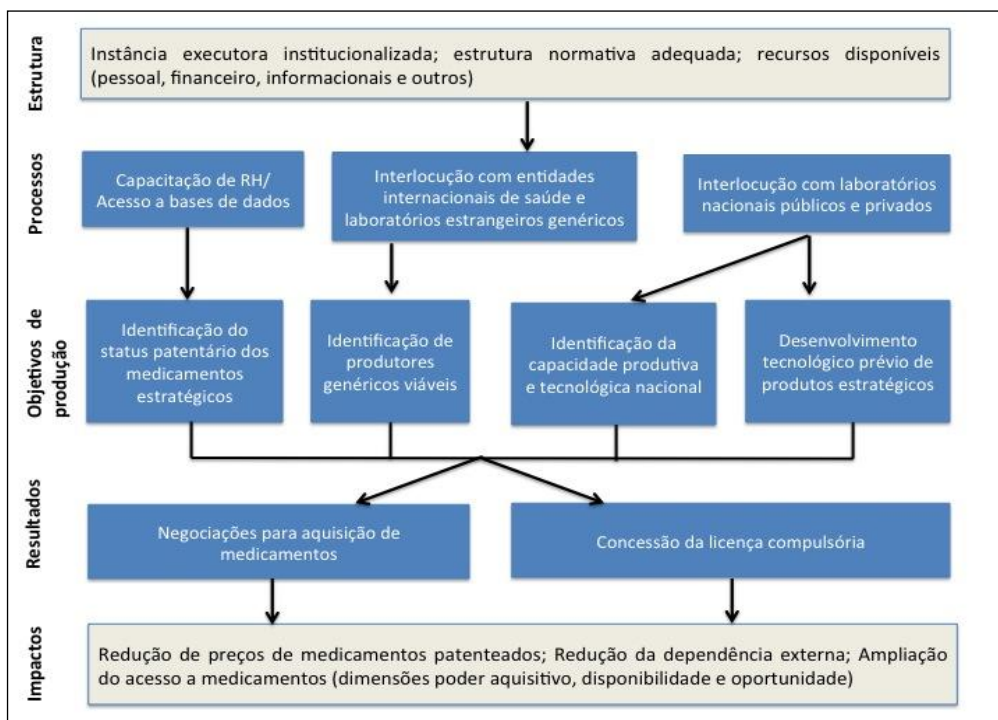 Estrutura
Instância executora institucionalizada; estrutura normativa adequada; recursos disponíveis
(pessoal, financeiro, informacionais e outros)
Processos
Capacitação de RH/
Acesso a bases de dados
Interlocução com entidades
internacionais de saúde e
laboratórios estrangeiros genéricos
Interlocução com laboratórios
nacionais públicos e privados
Objetivos de
produção
Identificação do
status patentário dos
medicamentos
estratégicos
Identificação de
produtores
genéricos viáveis
Identificação da
capacidade produtiva
e tecnológica nacional
Desenvolvimento
tecnológico prévio de
produtos estratégicos
Resultados
Negociações para aquisição de
medicamentos
Concessão da licença compulsória
Impactos
Redução de preços de medicamentos patenteados; Redução da dependência externa; Ampliação
do acesso a medicamentos (dimensões poder aquisitivo, disponibilidade e oportunidade)